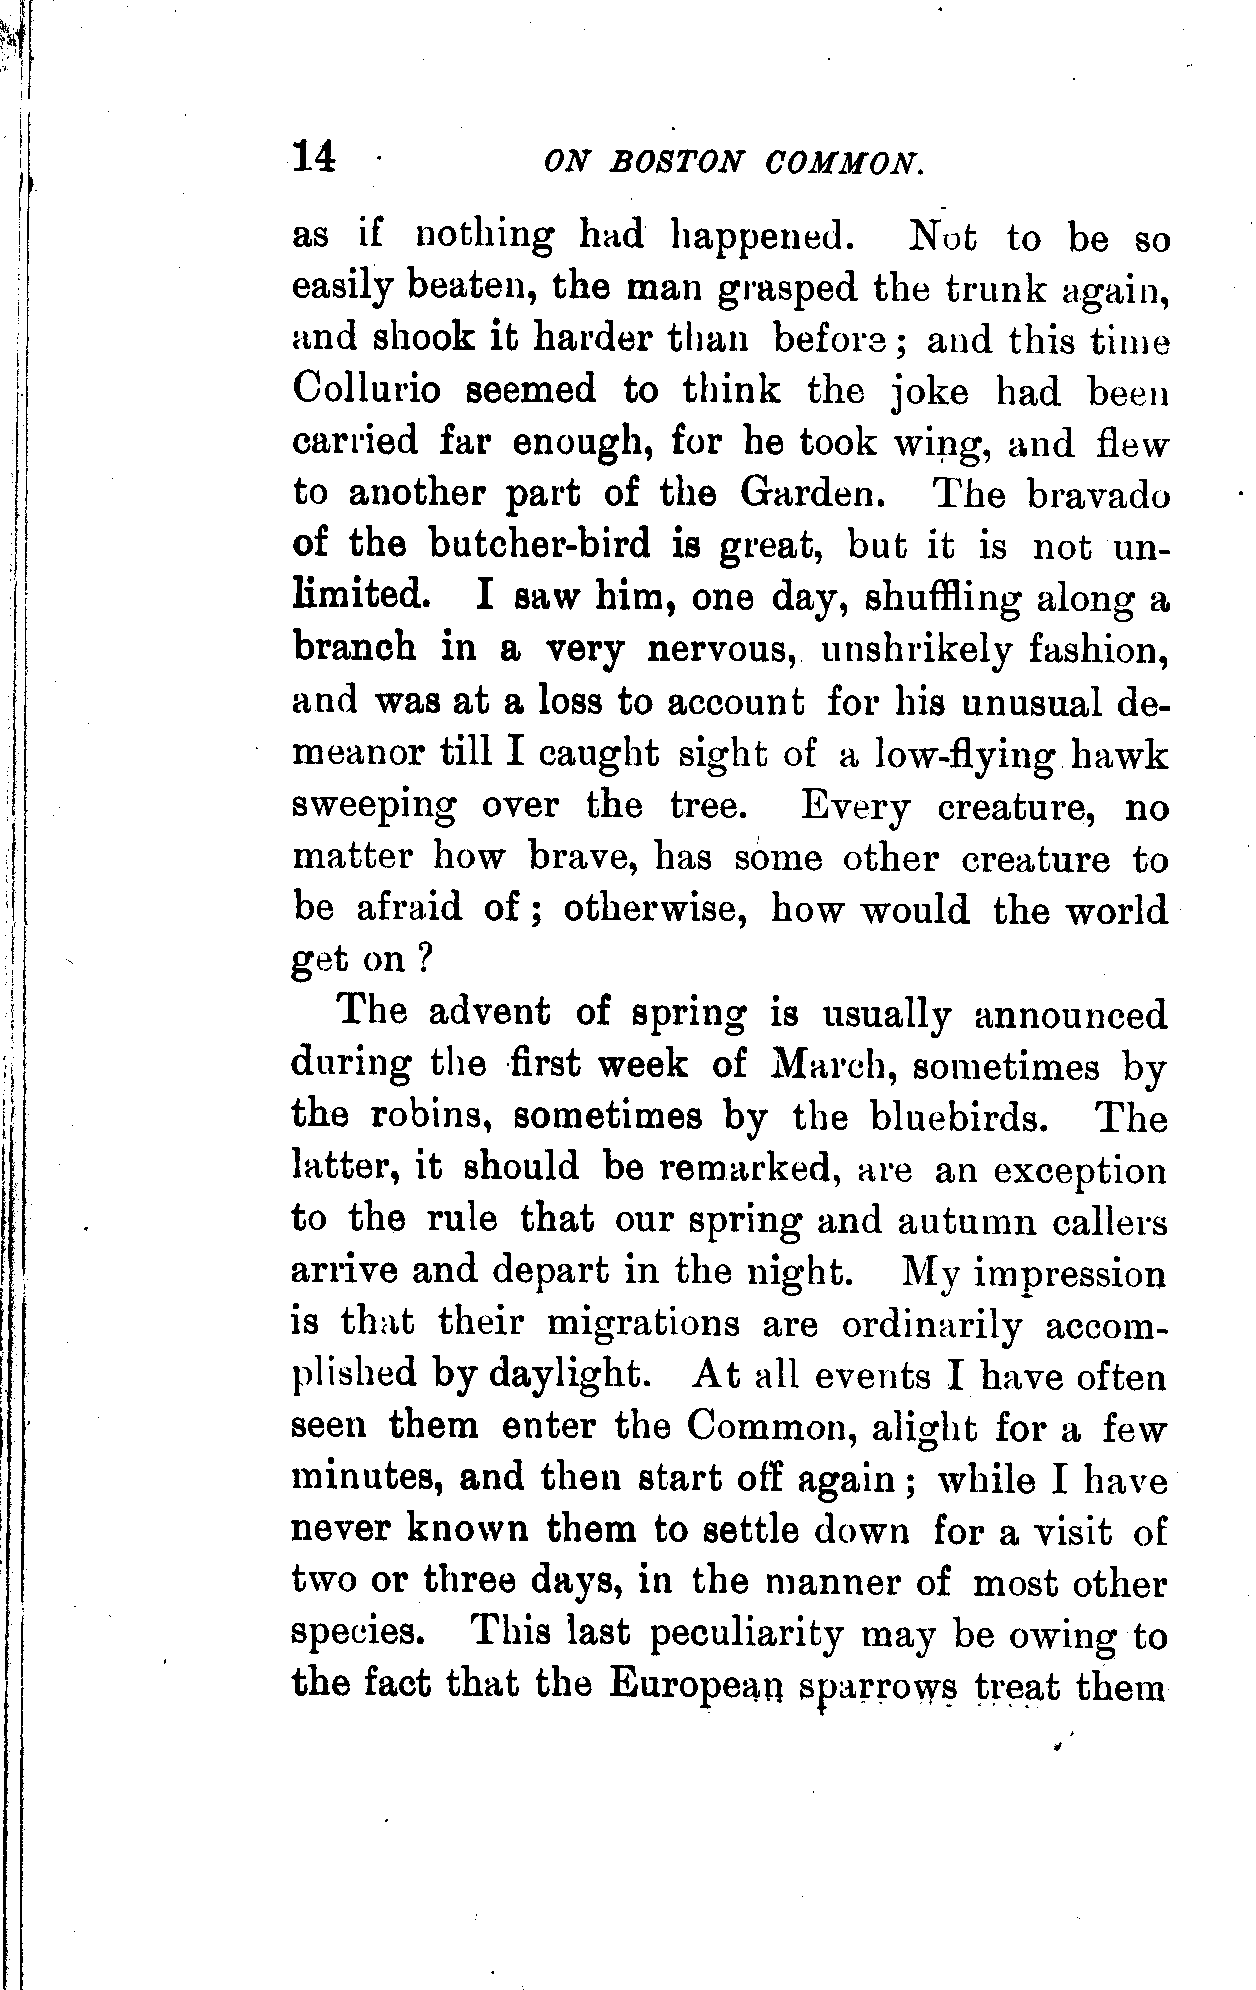 14 ON BOSTON COMMON.
as if nothing had happened. Not to be so
easily beaten, the man grasped the trunk again,
and shook it harder than before; and this time
Collurio seemed to think the joke had been
carried far enough, for he took wing, and flew
to another part of the Garden. The bravado
of the butcher-bird is great, but it is not un-
limited. I saw him, one day, shuffling along a
branch in a very nervous, unshrikely fashion,
and was at a loss to account for his unusual de-
meanor till I caught sight of a low-flying hawk
sweeping over the tree. Every creature, no
matter how brave, has some other creature to
be afraid of; otherwise, how would the world
get on?
The advent of spring is usually announced
during the first week of March, sometimes by
the robins, sometimes by the bluebirds. The
latter, it should be remarked, are an exception
to the rule that our spring and autumn callers
arrive and depart in the night. My impression
is that their migrations are ordinarily accom-
plished by daylight. At all events I have often
seen them enter the Common, alight for a few
minutes, and then start off again; while I have
never known them to settle down for a visit of
two or three days, in the manner of most other
species. This last peculiarity may be owing to
the fact that the European sparrows treat them